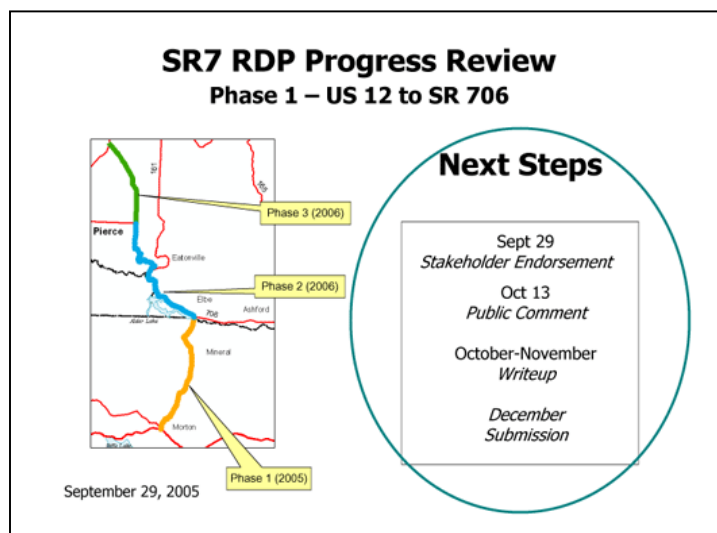 SR7 RDP Progress Review
Phase 1 – US 12 to SR 706
161
165
Phase 3 (2006)
Pierce
Eatonville
Phase 2 (2006)
Elbe
706
Ashford
Alder Lake
Mineral
Morton
Phase 1 (2005)
September 29, 2005
Next Steps
Sept 29
Stakeholder Endorsement
Oct 13
Public Comment
October-November
Writeup
December
Submission